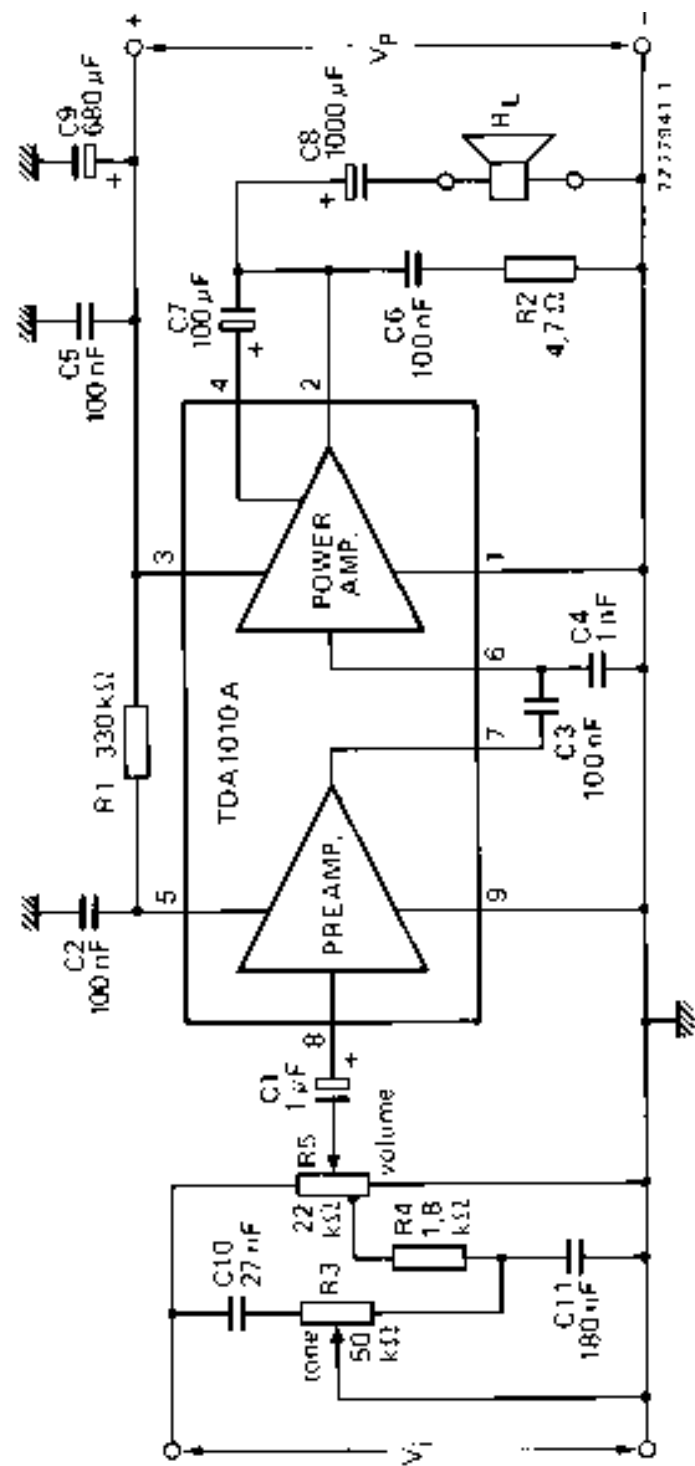 +
C9
680 µF
+
C5
100 nF
R1 330 kΩ
C2
100 nF
VP
C7
100 µF
+
C8
1000 µF
+
TDA1010A
5
3
4
2
8
7
6
9
1
PREAMP.
POWER
AMP.
C6
100 nF
R2
4,7 Ω
RL
C3
100 nF
C4
1 nF
C1
1 µF
+
R5
22
kΩ
volume
C10
27 nF
R3
tone
50
kΩ
R4
1,8
kΩ
C11
180 nF
Vi
−